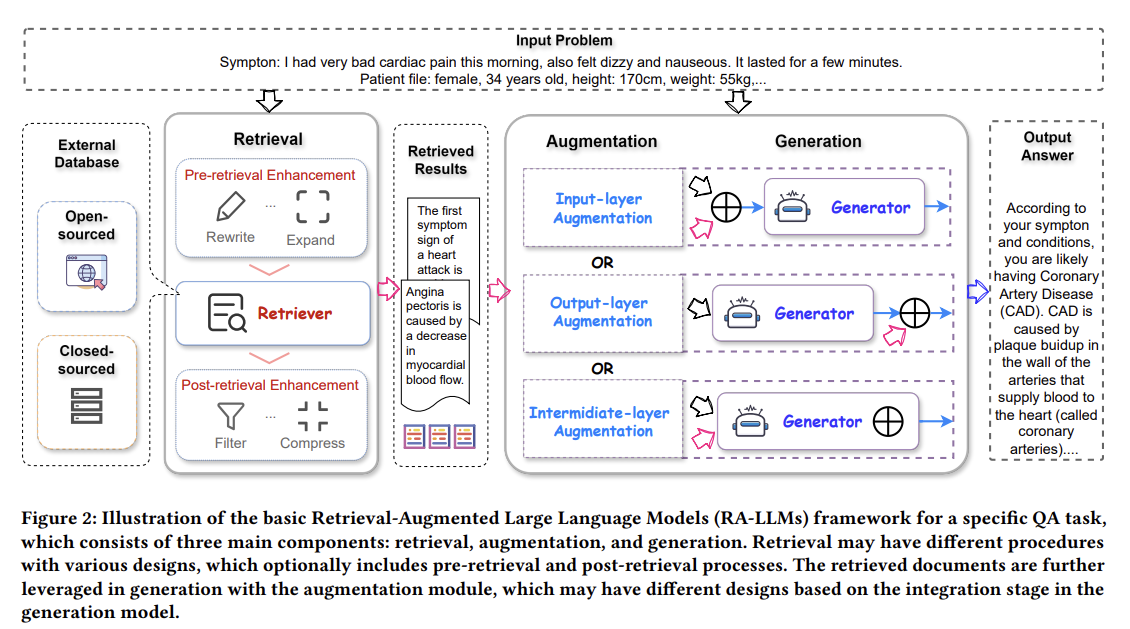 Input Problem
Sympton: I had very bad cardiac pain this morning, also felt dizzy and nauseous. It lasted for a few minutes.
Patient file: female, 34 years old, height: 170cm, weight: 55kg,...
External
Database
Open-
sourced
Closed-
sourced
Retrieval
Pre-retrieval Enhancement
...
Rewrite
Expand
Retriever
Post-retrieval Enhancement
...
Filter
Compress
Retrieved
Results
The first
symptom
sign of
a heart
attack is
Angina
pectoris is
caused by
a decrease
in
myocardial
blood flow.
Augmentation
Generation
Input-layer
Augmentation
Generator
OR
Output-layer
Augmentation
Generator
OR
Intermidiate-layer
Augmentation
Generator
Output
Answer
According to
your sympton
and conditions,
you are likely
having Coronary
Artery Disease
(CAD). CAD is
caused by
plaque buidup in
the wall of the
arteries that
supply blood to
the heart (called
coronary
arteries)....
Figure 2: Illustration of the basic Retrieval-Augmented Large Language Models (RA-LLMs) framework for a specific QA task,
which consists of three main components: retrieval, augmentation, and generation. Retrieval may have different procedures
with various designs, which optionally includes pre-retrieval and post-retrieval processes. The retrieved documents are further
leveraged in generation with the augmentation module, which may have different designs based on the integration stage in the
generation model.